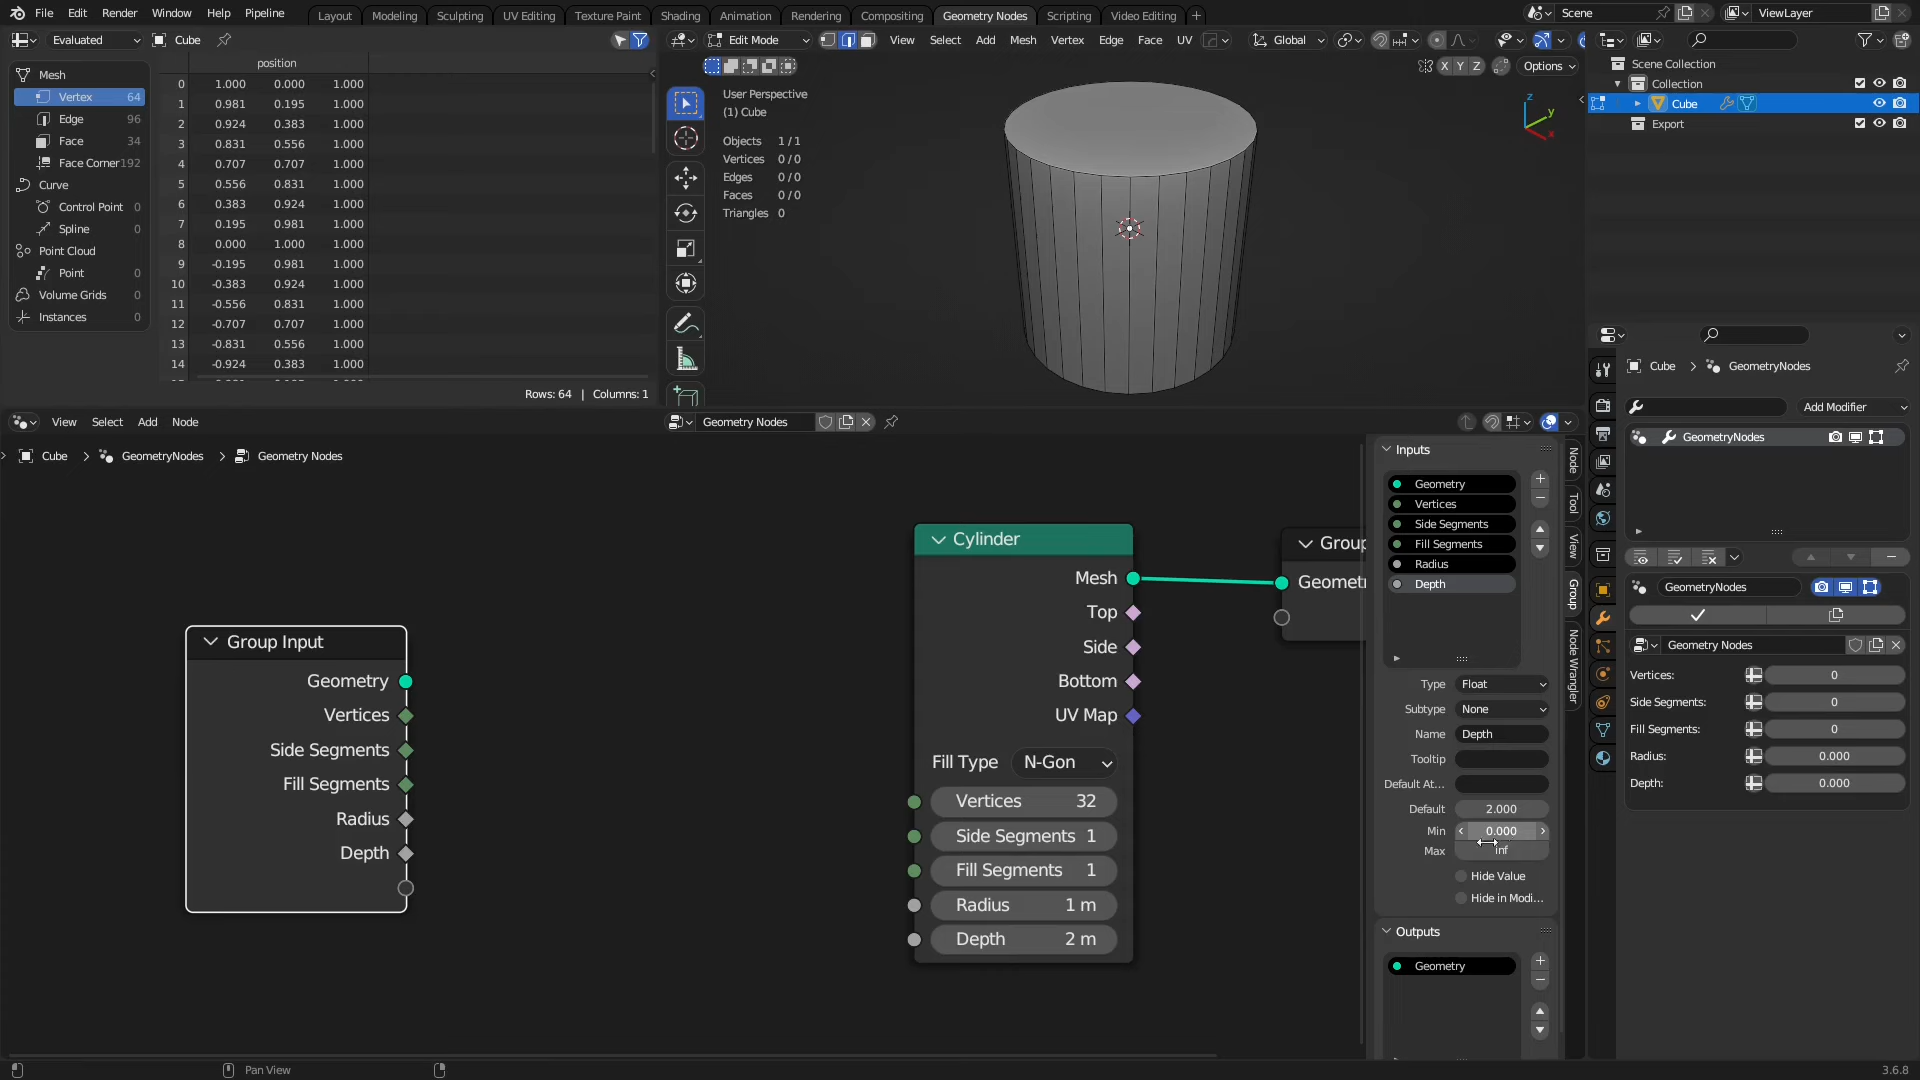 File Edit Render Window Help Pipeline
Layout Modeling Sculpting UV Editing Texture Paint Shading Animation Rendering Compositing Geometry Nodes Scripting Video Editing +
Scene ViewLayer
Evaluated Cube
position
Mesh
Vertex 64
Edge 96
Face 34
Face Corner 192
Curve
Control Point 0
Spline 0
Point Cloud
Point 0
Volume Grids 0
Instances 0
0 1.000 0.000 1.000
1 0.981 0.195 1.000
2 0.924 0.383 1.000
3 0.831 0.556 1.000
4 0.707 0.707 1.000
5 0.556 0.831 1.000
6 0.383 0.924 1.000
7 0.195 0.981 1.000
8 0.000 1.000 1.000
9 -0.195 0.981 1.000
10 -0.383 0.924 1.000
11 -0.556 0.831 1.000
12 -0.707 0.707 1.000
13 -0.831 0.556 1.000
14 -0.924 0.383 1.000
Rows: 64 | Columns: 1
Edit Mode View Select Add Mesh Vertex Edge Face UV Global
X Y Z Options
User Perspective
(1) Cube
Objects 1 / 1
Vertices 0 / 0
Edges 0 / 0
Faces 0 / 0
Triangles 0
z
y
x
Scene Collection
Collection
Cube
Export
View Select Add Node
Geometry Nodes
Cube > GeometryNodes > Geometry Nodes
Group Input
Geometry
Vertices
Side Segments
Fill Segments
Radius
Depth
Cylinder
Mesh
Top
Side
Bottom
UV Map
Fill Type N-Gon
Vertices 32
Side Segments 1
Fill Segments 1
Radius 1 m
Depth 2 m
Group
Geometr
Inputs
Geometry
Vertices
Side Segments
Fill Segments
Radius
Depth
Type Float
Subtype None
Name Depth
Tooltip
Default At...
Default 2.000
Min 0.000
Max inf
Hide Value
Hide in Modi...
Outputs
Geometry
Node
Tool
View
Group
Node Wrangler
Cube > GeometryNodes
Add Modifier
GeometryNodes
GeometryNodes
Geometry Nodes
Vertices: 0
Side Segments: 0
Fill Segments: 0
Radius: 0.000
Depth: 0.000
Pan View
3.6.8